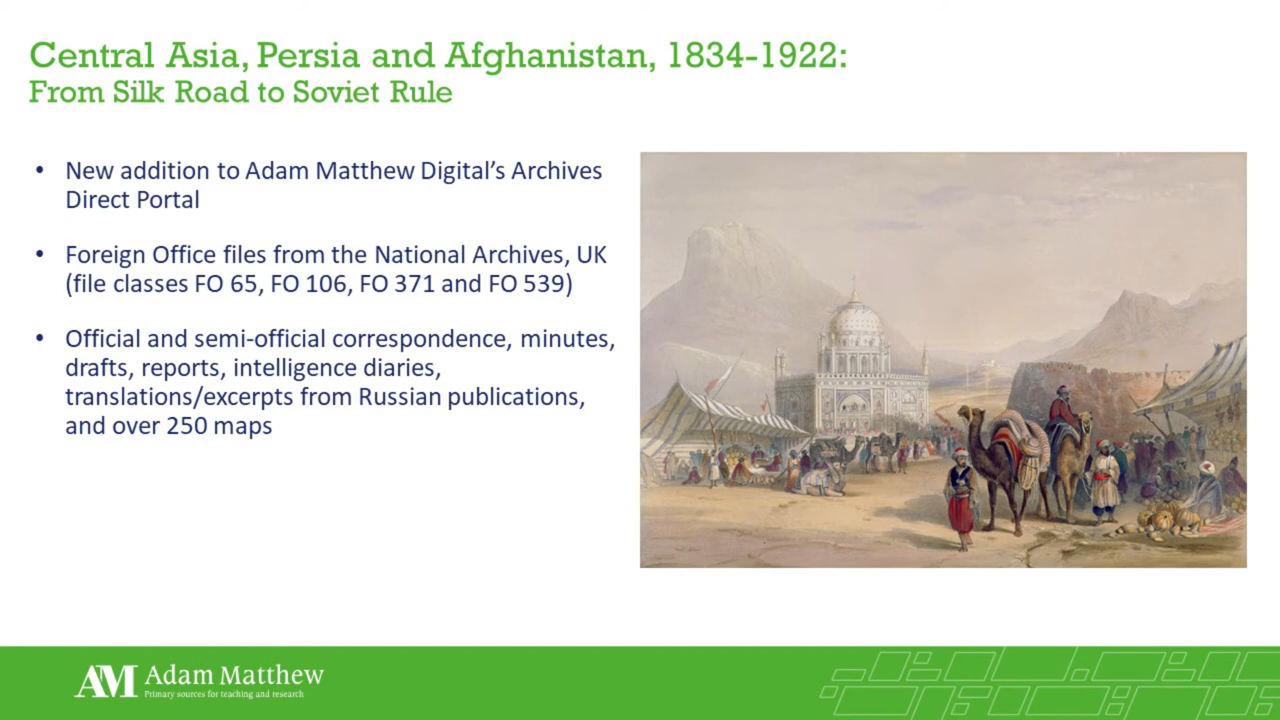 Central Asia, Persia and Afghanistan, 1834-1922:
From Silk Road to Soviet Rule
• New addition to Adam Matthew Digital's Archives
Direct Portal
• Foreign Office files from the National Archives, UK
(file classes FO 65, FO 106, FO 371 and FO 539)
• Official and semi-official correspondence, minutes,
drafts, reports, intelligence diaries,
translations/excerpts from Russian publications,
and over 250 maps
AM Adam Matthew
Primary sources for teaching and research